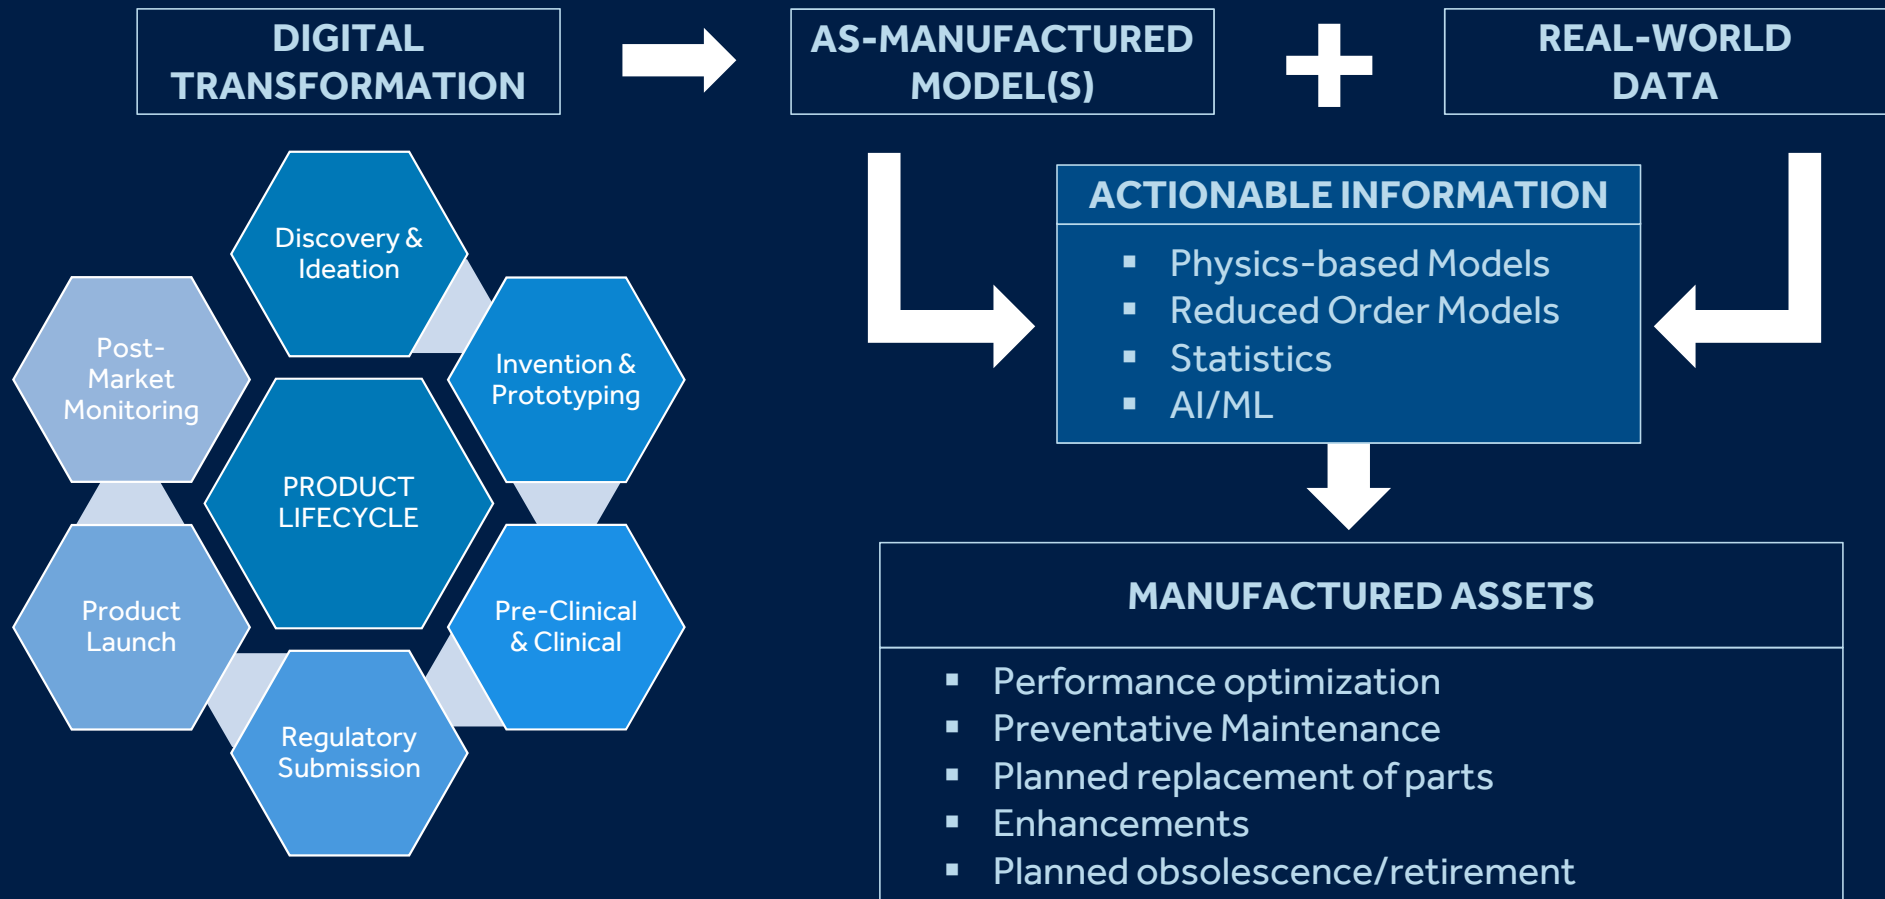 DIGITAL
TRANSFORMATION
AS-MANUFACTURED
MODEL(S)
REAL-WORLD
DATA
Discovery &
Ideation
Invention &
Prototyping
Pre-Clinical
& Clinical
Regulatory
Submission
Product
Launch
Post-
Market
Monitoring
PRODUCT
LIFECYCLE
ACTIONABLE INFORMATION
▪ Physics-based Models
▪ Reduced Order Models
▪ Statistics
▪ AI/ML
MANUFACTURED ASSETS
▪ Performance optimization
▪ Preventative Maintenance
▪ Planned replacement of parts
▪ Enhancements
▪ Planned obsolescence/retirement